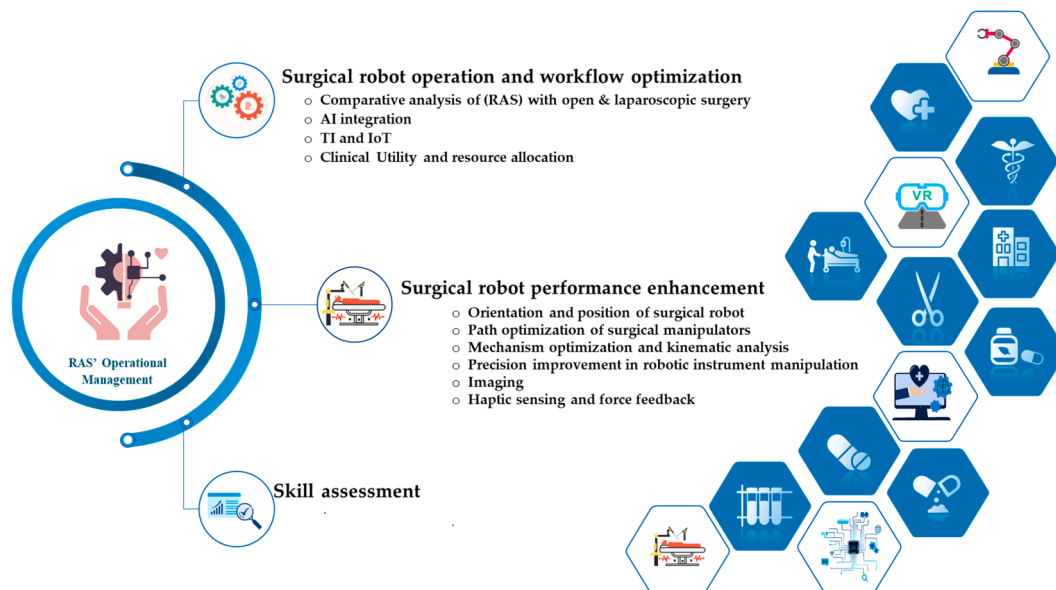 Surgical robot operation and workflow optimization
o Comparative analysis of (RAS) with open & laparoscopic surgery
o AI integration
o TI and IoT
o Clinical Utility and resource allocation
VR
RAS' Operational
Management
Surgical robot performance enhancement
o Orientation and position of surgical robot
o Path optimization of surgical manipulators
o Mechanism optimization and kinematic analysis
o Precision improvement in robotic instrument manipulation
o Imaging
o Haptic sensing and force feedback
Skill assessment